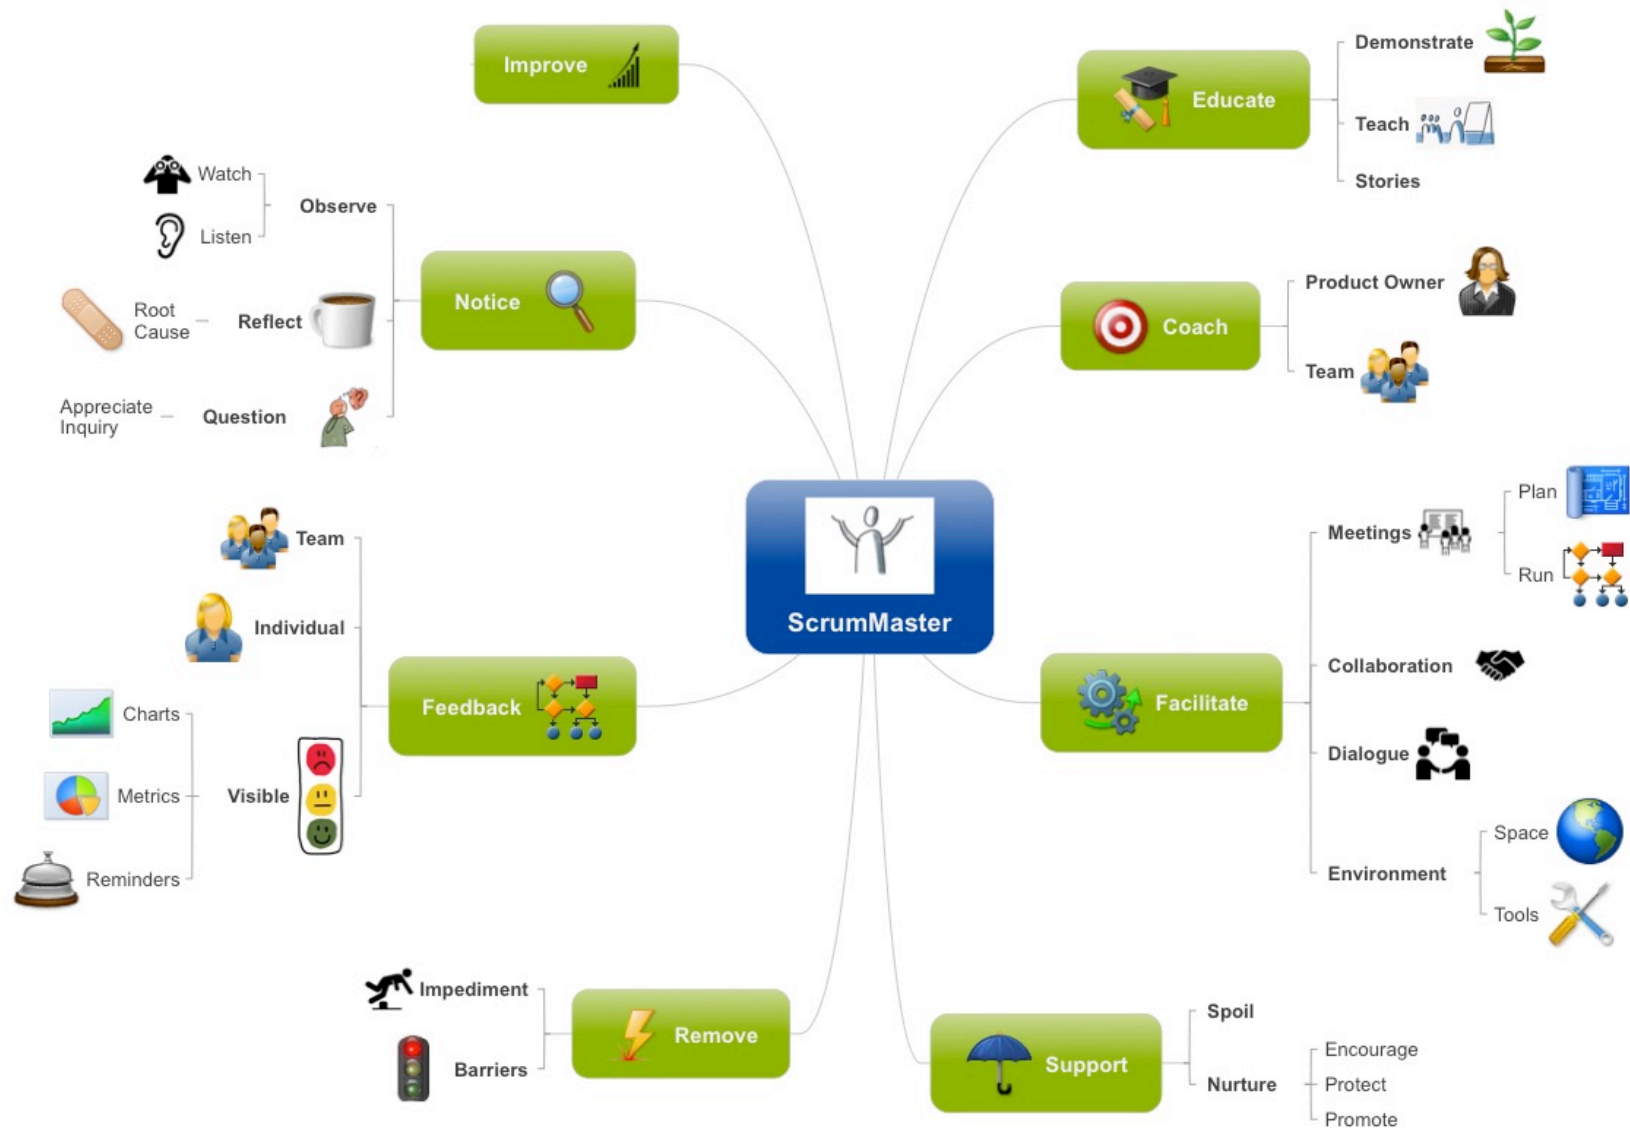 Improve
Educate
Demonstrate
Teach
Stories
Watch
Listen
Observe
Notice
Root
Cause
Reflect
Appreciate
Inquiry
Question
Coach
Product Owner
Team
ScrumMaster
Team
Individual
Feedback
Charts
Metrics
Reminders
Visible
Facilitate
Meetings
Plan
Run
Collaboration
Dialogue
Environment
Space
Tools
Impediment
Barriers
Remove
Support
Spoil
Nurture
Encourage
Protect
Promote